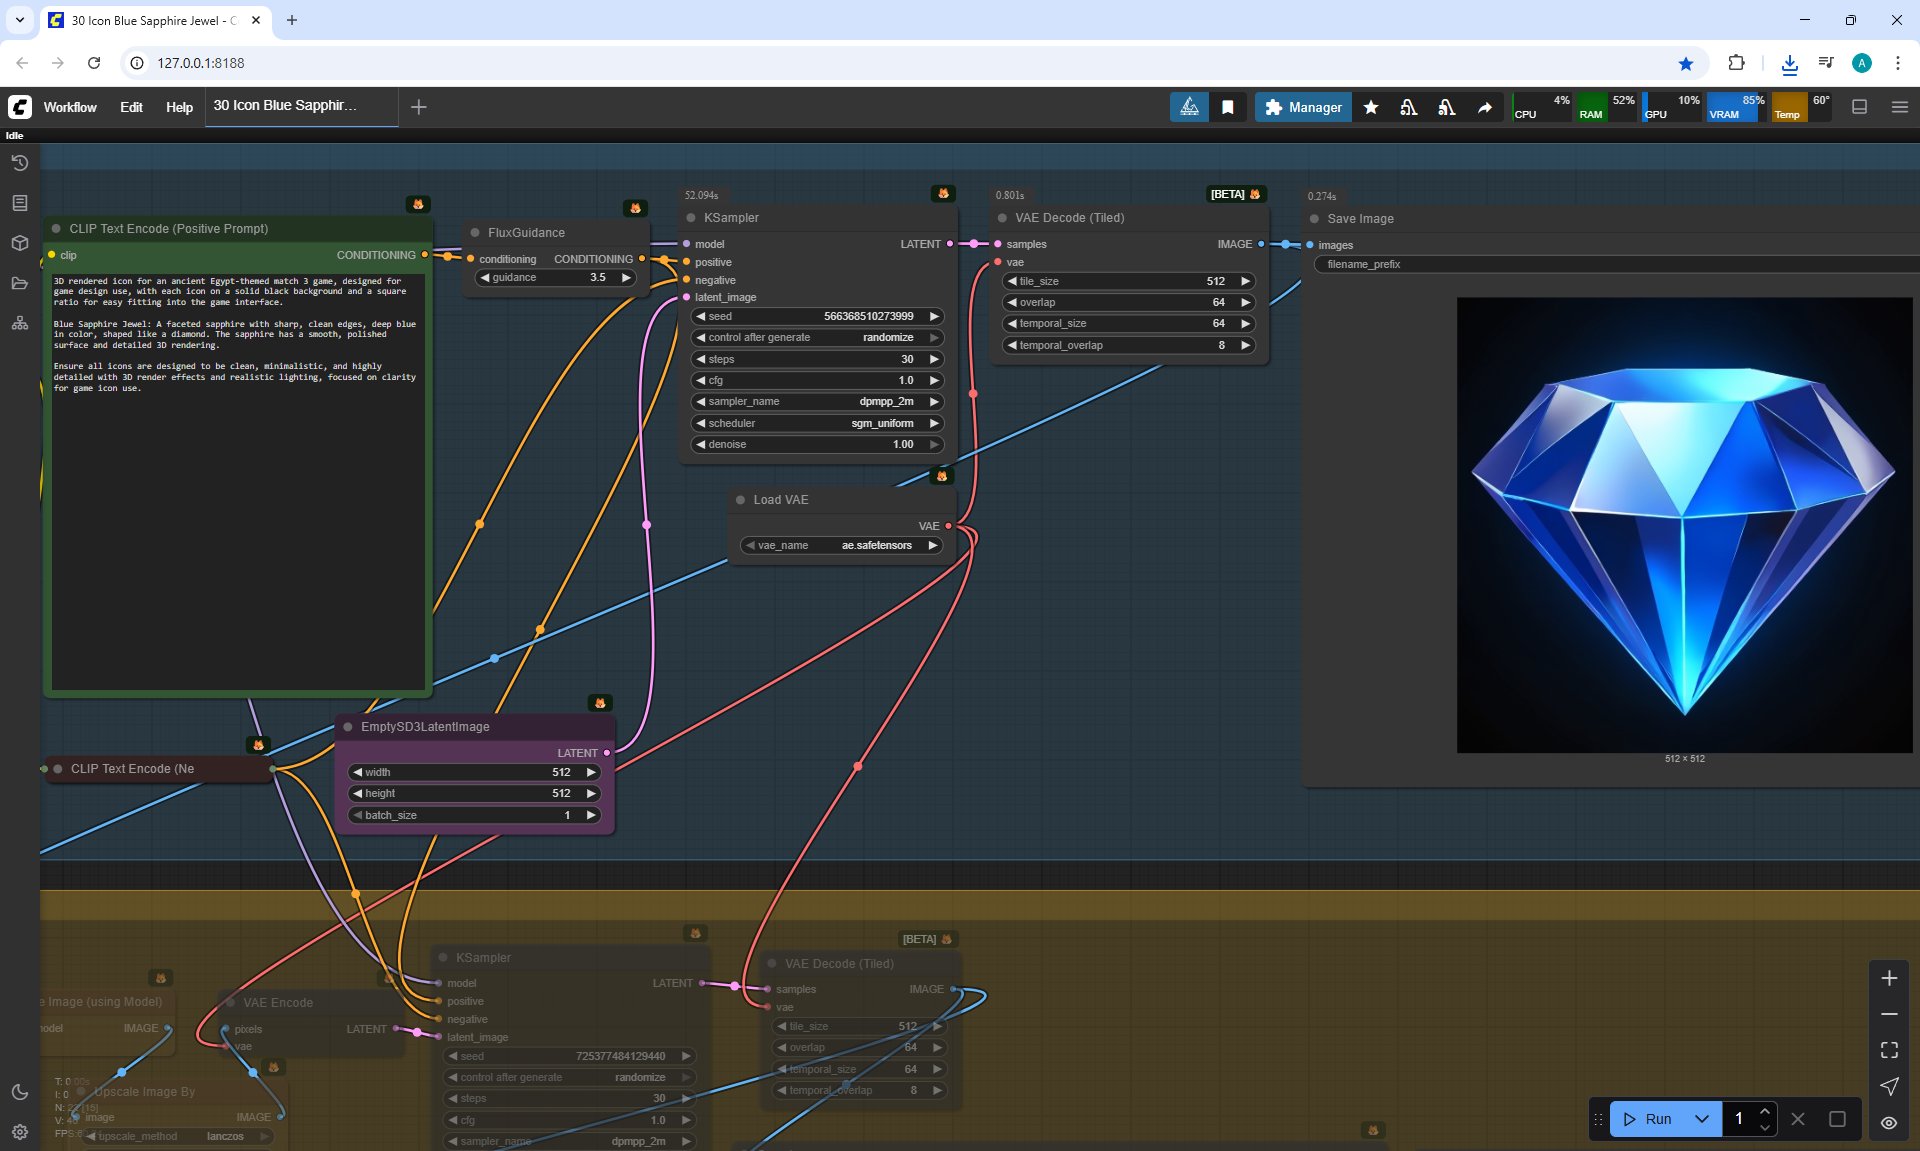 30 Icon Blue Sapphire Jewel - C
127.0.0.1:8188
A
Workflow
Edit
Help
30 Icon Blue Sapphir...
Manager
4%
CPU
52%
RAM
10%
GPU
85%
VRAM
60°
Temp
Idle
CLIP Text Encode (Positive Prompt)
clip
CONDITIONING
3D rendered icon for an ancient Egypt-themed match 3 game, designed for
game design use, with each icon on a solid black background and a square
ratio for easy fitting into the game interface.
Blue Sapphire Jewel: A faceted sapphire with sharp, clean edges, deep blue
in color, shaped like a diamond. The sapphire has a smooth, polished
surface and detailed 3D rendering.
Ensure all icons are designed to be clean, minimalistic, and highly
detailed with 3D render effects and realistic lighting, focused on clarity
for game icon use.
FluxGuidance
conditioning
CONDITIONING
guidance 3.5
52.094s
KSampler
model
LATENT
positive
negative
latent_image
seed 566368510273999
control after generate randomize
steps 30
cfg 1.0
sampler_name dpmpp_2m
scheduler sgm_uniform
denoise 1.00
0.801s
[BETA]
VAE Decode (Tiled)
samples
IMAGE
vae
tile_size 512
overlap 64
temporal_size 64
temporal_overlap 8
0.274s
Save Image
images
filename_prefix
512 × 512
Load VAE
VAE
vae_name ae.safetensors
EmptySD3LatentImage
LATENT
width 512
height 512
batch_size 1
CLIP Text Encode (Ne
e Image (using Model)
odel
IMAGE
VAE Encode
pixels
LATENT
vae
Upscale Image By
image
IMAGE
upscale_method lanczos
KSampler
model
LATENT
positive
negative
latent_image
seed 725377484129440
control after generate randomize
steps 30
cfg 1.0
sampler_name dpmpp_2m
[BETA]
VAE Decode (Tiled)
samples
IMAGE
vae
tile_size 512
overlap 64
temporal_size 64
temporal_overlap 8
Run
1